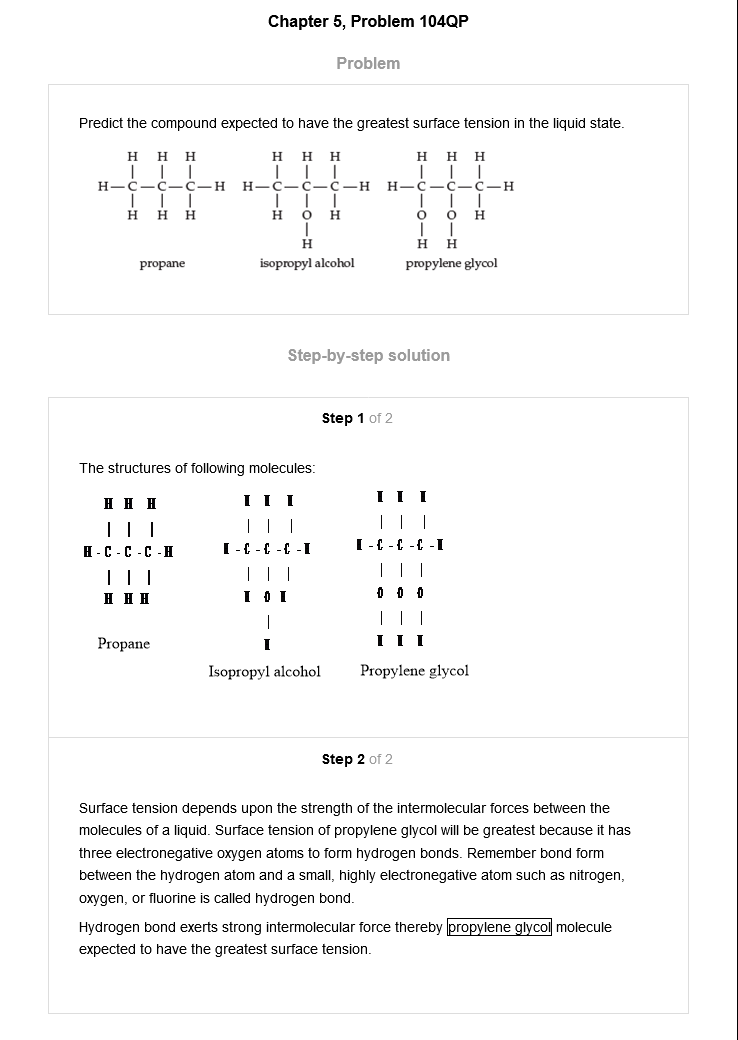 Chapter 5, Problem 104QP
Problem
Predict the compound expected to have the greatest surface tension in the liquid state.
H H H H H H H H H
| | | | | | | | |
H—C—C—C—H H—C—C—C—H H—C—C—C—H
| | | | | | | | |
H H H H O H O O H
| | |
H H H
propane isopropyl alcohol propylene glycol
Step-by-step solution
Step 1 of 2
The structures of following molecules:
H H H H H H H H H
| | | | | | | | |
H - C - C - C - H H - C - C - C - H H - C - C - C - H
| | | | | | | | |
H H H H O H O O O
| | | |
H H H H
Propane Isopropyl alcohol Propylene glycol
Step 2 of 2
Surface tension depends upon the strength of the intermolecular forces between the
molecules of a liquid. Surface tension of propylene glycol will be greatest because it has
three electronegative oxygen atoms to form hydrogen bonds. Remember bond form
between the hydrogen atom and a small, highly electronegative atom such as nitrogen,
oxygen, or fluorine is called hydrogen bond.
Hydrogen bond exerts strong intermolecular force thereby propylene glycol molecule
expected to have the greatest surface tension.